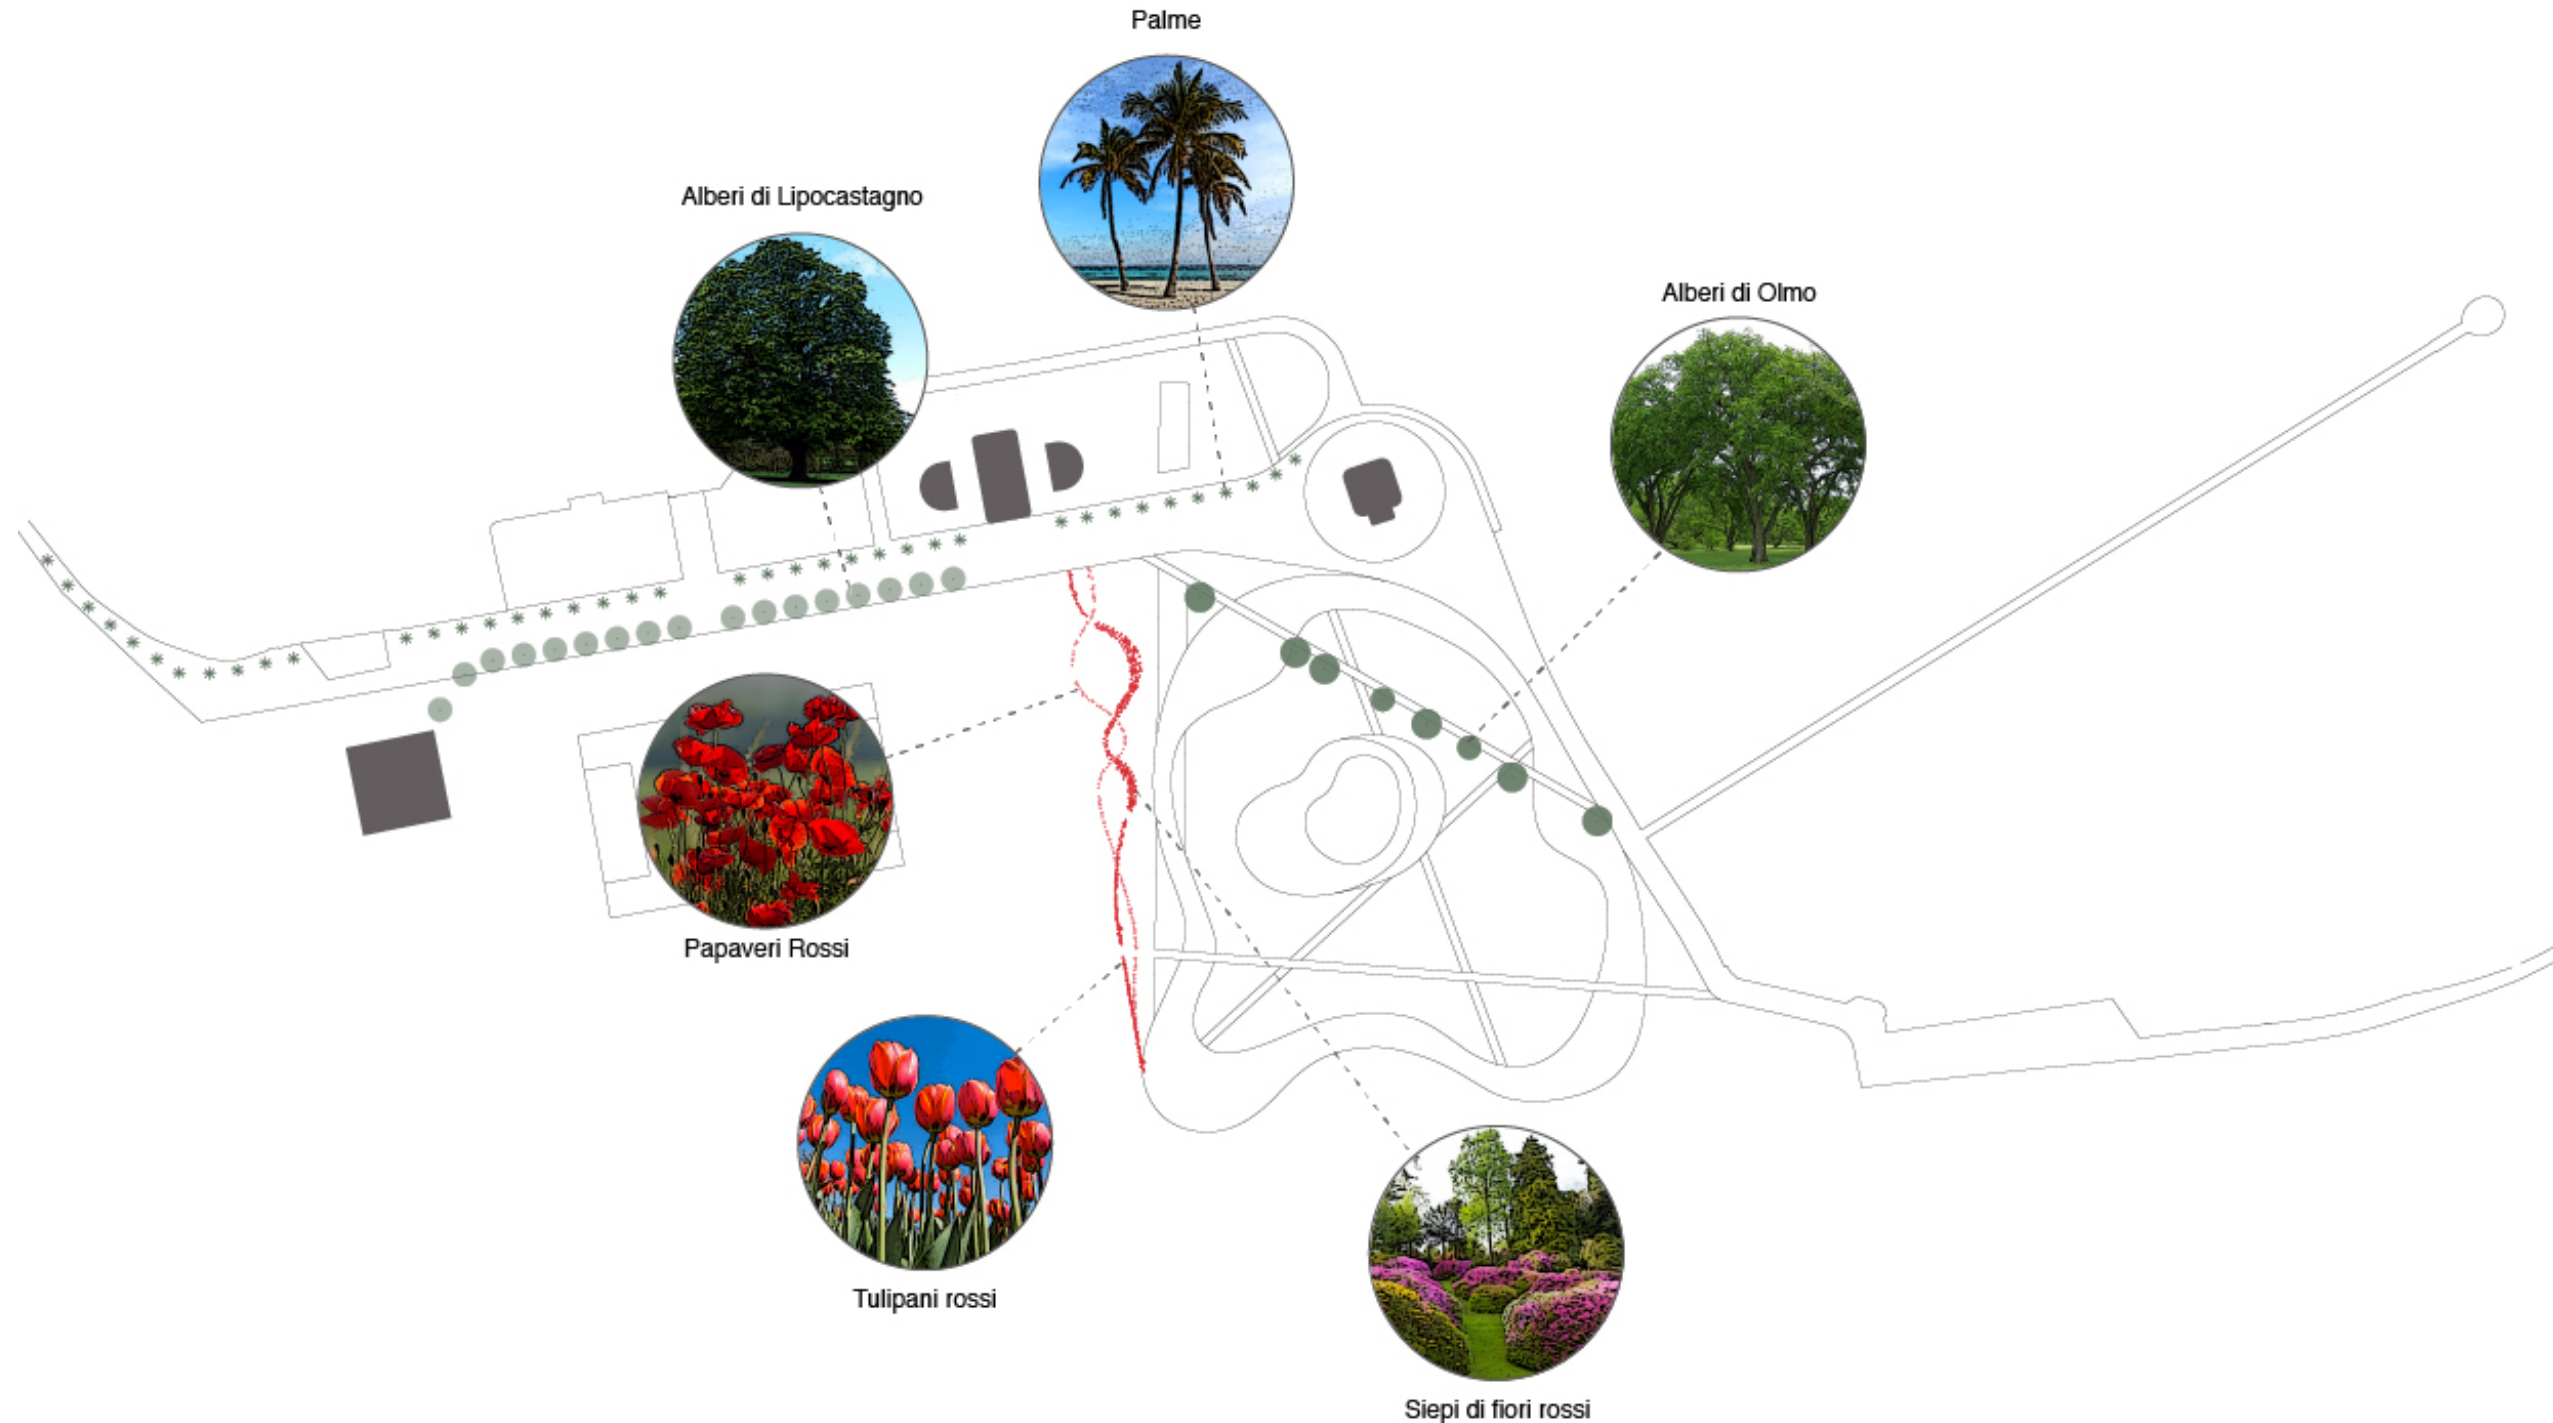 Palme
Alberi di Lipocastagno
Alberi di Olmo
Papaveri Rossi
Tulipani rossi
Siepi di fiori rossi